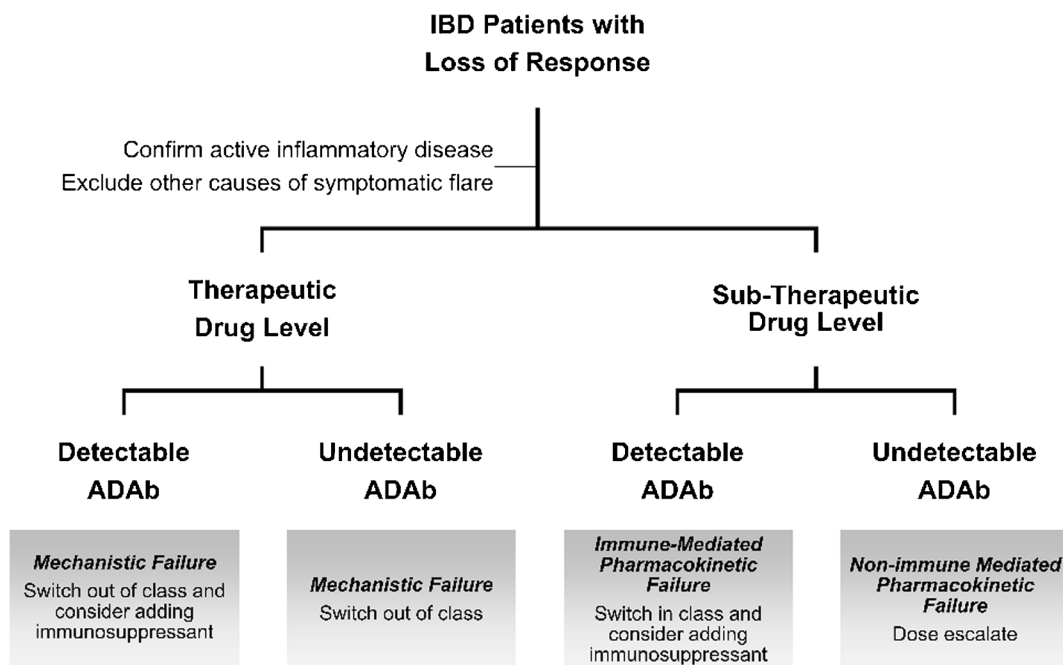 IBD Patients with
Loss of Response
Confirm active inflammatory disease
Exclude other causes of symptomatic flare
Therapeutic
Drug Level
Sub-Therapeutic
Drug Level
Detectable
ADAb
Undetectable
ADAb
Detectable
ADAb
Undetectable
ADAb
Mechanistic Failure
Switch out of class and
consider adding
immunosuppressant
Mechanistic Failure
Switch out of class
Immune-Mediated
Pharmacokinetic
Failure
Switch in class and
consider adding
immunosuppressant
Non-immune Mediated
Pharmacokinetic
Failure
Dose escalate